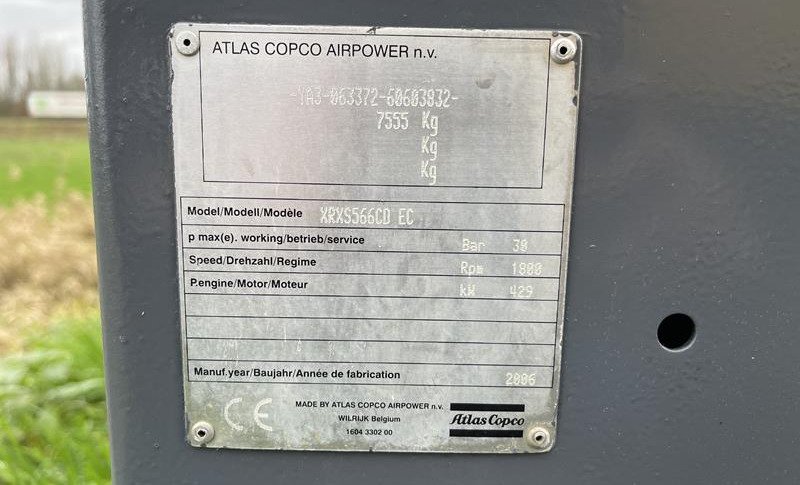 ATLAS COPCO AIRPOWER n.v.
-YA3-063372-60603832-
7555 Kg
Kg
Kg
Model/Modell/Modèle XRXS566CD EC
p max(e). working/betrieb/service Bar 30
Speed/Drehzahl/Regime Rpm 1800
P.engine/Motor/Moteur kW 429
Manuf.year/Baujahr/Année de fabrication 2006
CE
MADE BY ATLAS COPCO AIRPOWER n.v.
WILRIJK Belgium
1604 3302 00
Atlas Copco